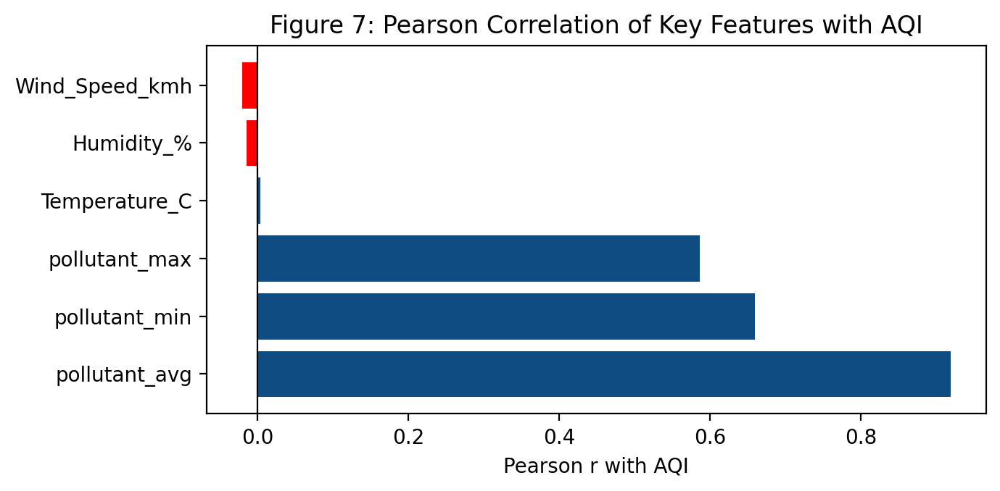 Figure 7: Pearson Correlation of Key Features with AQI
Wind_Speed_kmh
Humidity_%
Temperature_C
pollutant_max
pollutant_min
pollutant_avg
0.0 0.2 0.4 0.6 0.8
Pearson r with AQI